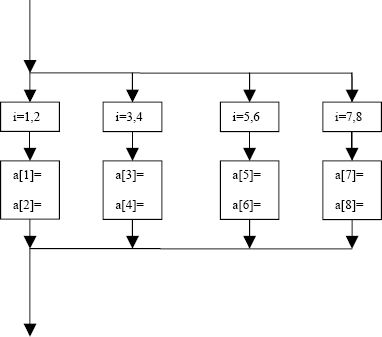 i=1,2
i=3,4
i=5,6
i=7,8
a[1]=
a[2]=
a[3]=
a[4]=
a[5]=
a[6]=
a[7]=
a[8]=